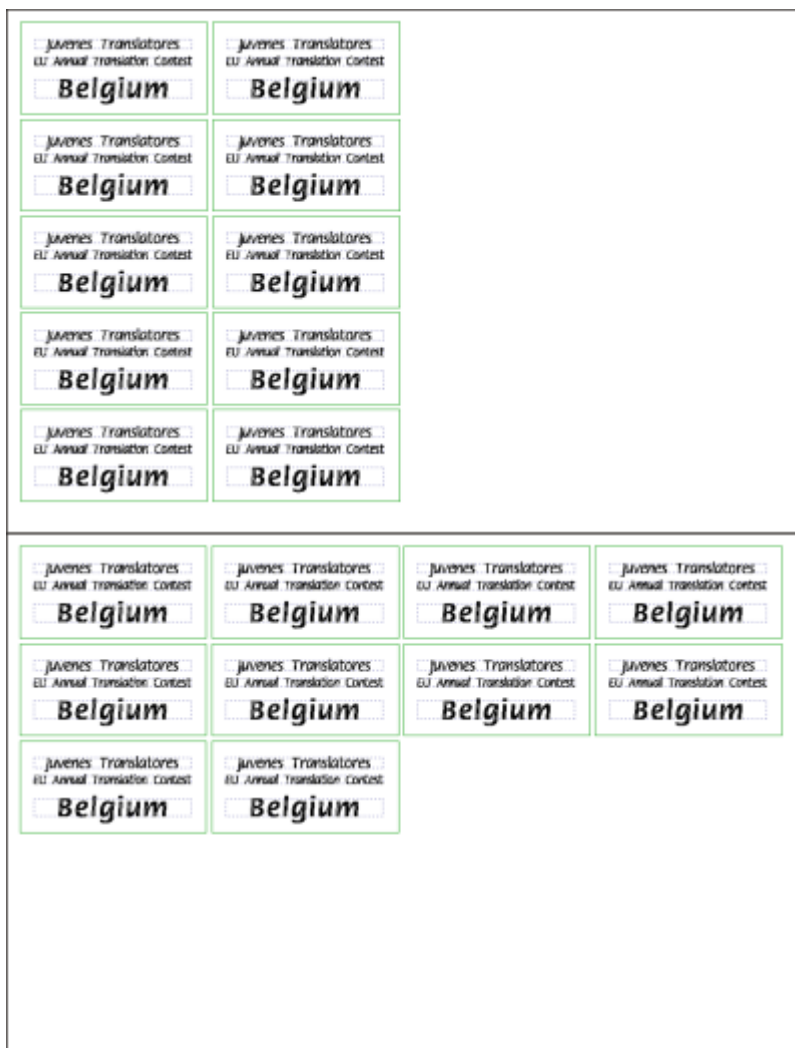 Juvenes Translatores Juvenes Translatores
EU Annual Translation Contest EU Annual Translation Contest
Belgium Belgium
Juvenes Translatores Juvenes Translatores
EU Annual Translation Contest EU Annual Translation Contest
Belgium Belgium
Juvenes Translatores Juvenes Translatores
EU Annual Translation Contest EU Annual Translation Contest
Belgium Belgium
Juvenes Translatores Juvenes Translatores
EU Annual Translation Contest EU Annual Translation Contest
Belgium Belgium
Juvenes Translatores Juvenes Translatores
EU Annual Translation Contest EU Annual Translation Contest
Belgium Belgium
Juvenes Translatores Juvenes Translatores Juvenes Translatores Juvenes Translatores
EU Annual Translation Contest EU Annual Translation Contest EU Annual Translation Contest EU Annual Translation Contest
Belgium Belgium Belgium Belgium
Juvenes Translatores Juvenes Translatores Juvenes Translatores Juvenes Translatores
EU Annual Translation Contest EU Annual Translation Contest EU Annual Translation Contest EU Annual Translation Contest
Belgium Belgium Belgium Belgium
Juvenes Translatores Juvenes Translatores
EU Annual Translation Contest EU Annual Translation Contest
Belgium Belgium